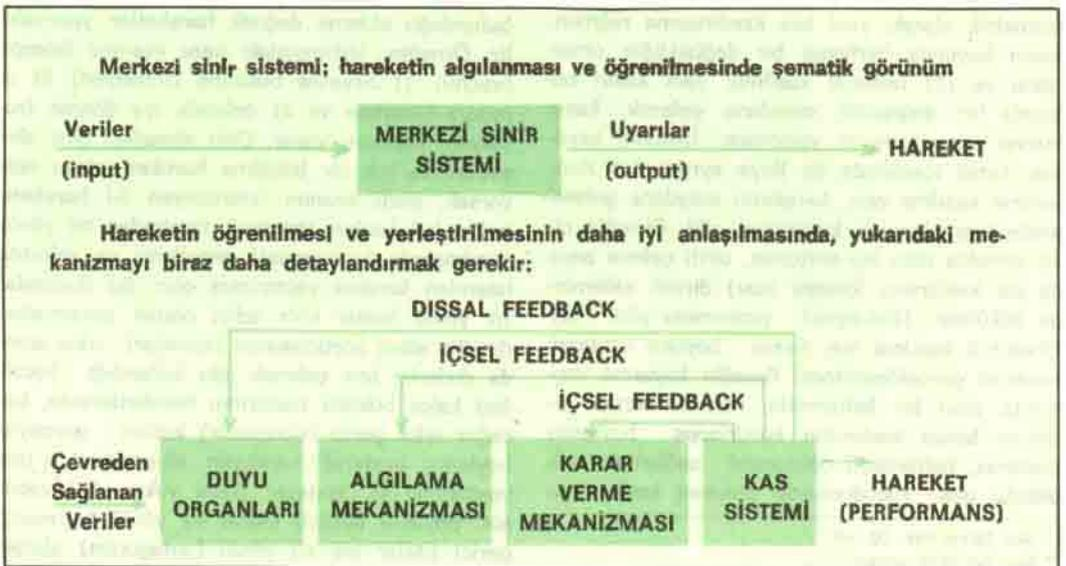 Merkezi sinir sistemi; hareketin algılanması ve öğrenilmesinde şematik görünüm
Veriler
(input)
MERKEZİ SİNİR
SİSTEMİ
Uyarılar
(output)
HAREKET
Hareketin öğrenilmesi ve yerleştirilmesinin daha iyi anlaşılmasında, yukarıdaki me-
kanizmayı biraz daha detaylandırmak gerekir:
DIŞSAL FEEDBACK
İÇSEL FEEDBACK
İÇSEL FEEDBACK
Çevreden
Sağlanan
Veriler
DUYU
ORGANLARI
ALGILAMA
MEKANİZMASI
KARAR
VERME
MEKANİZMASI
KAS
SİSTEMİ
HAREKET
(PERFORMANS)